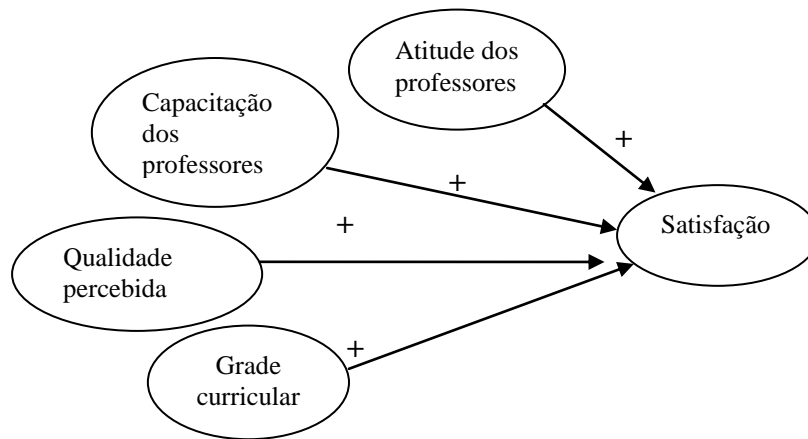 Atitude dos
professores
Capacitação
dos
professores
+
+
+
Satisfação
Qualidade
percebida
+
Grade
curricular